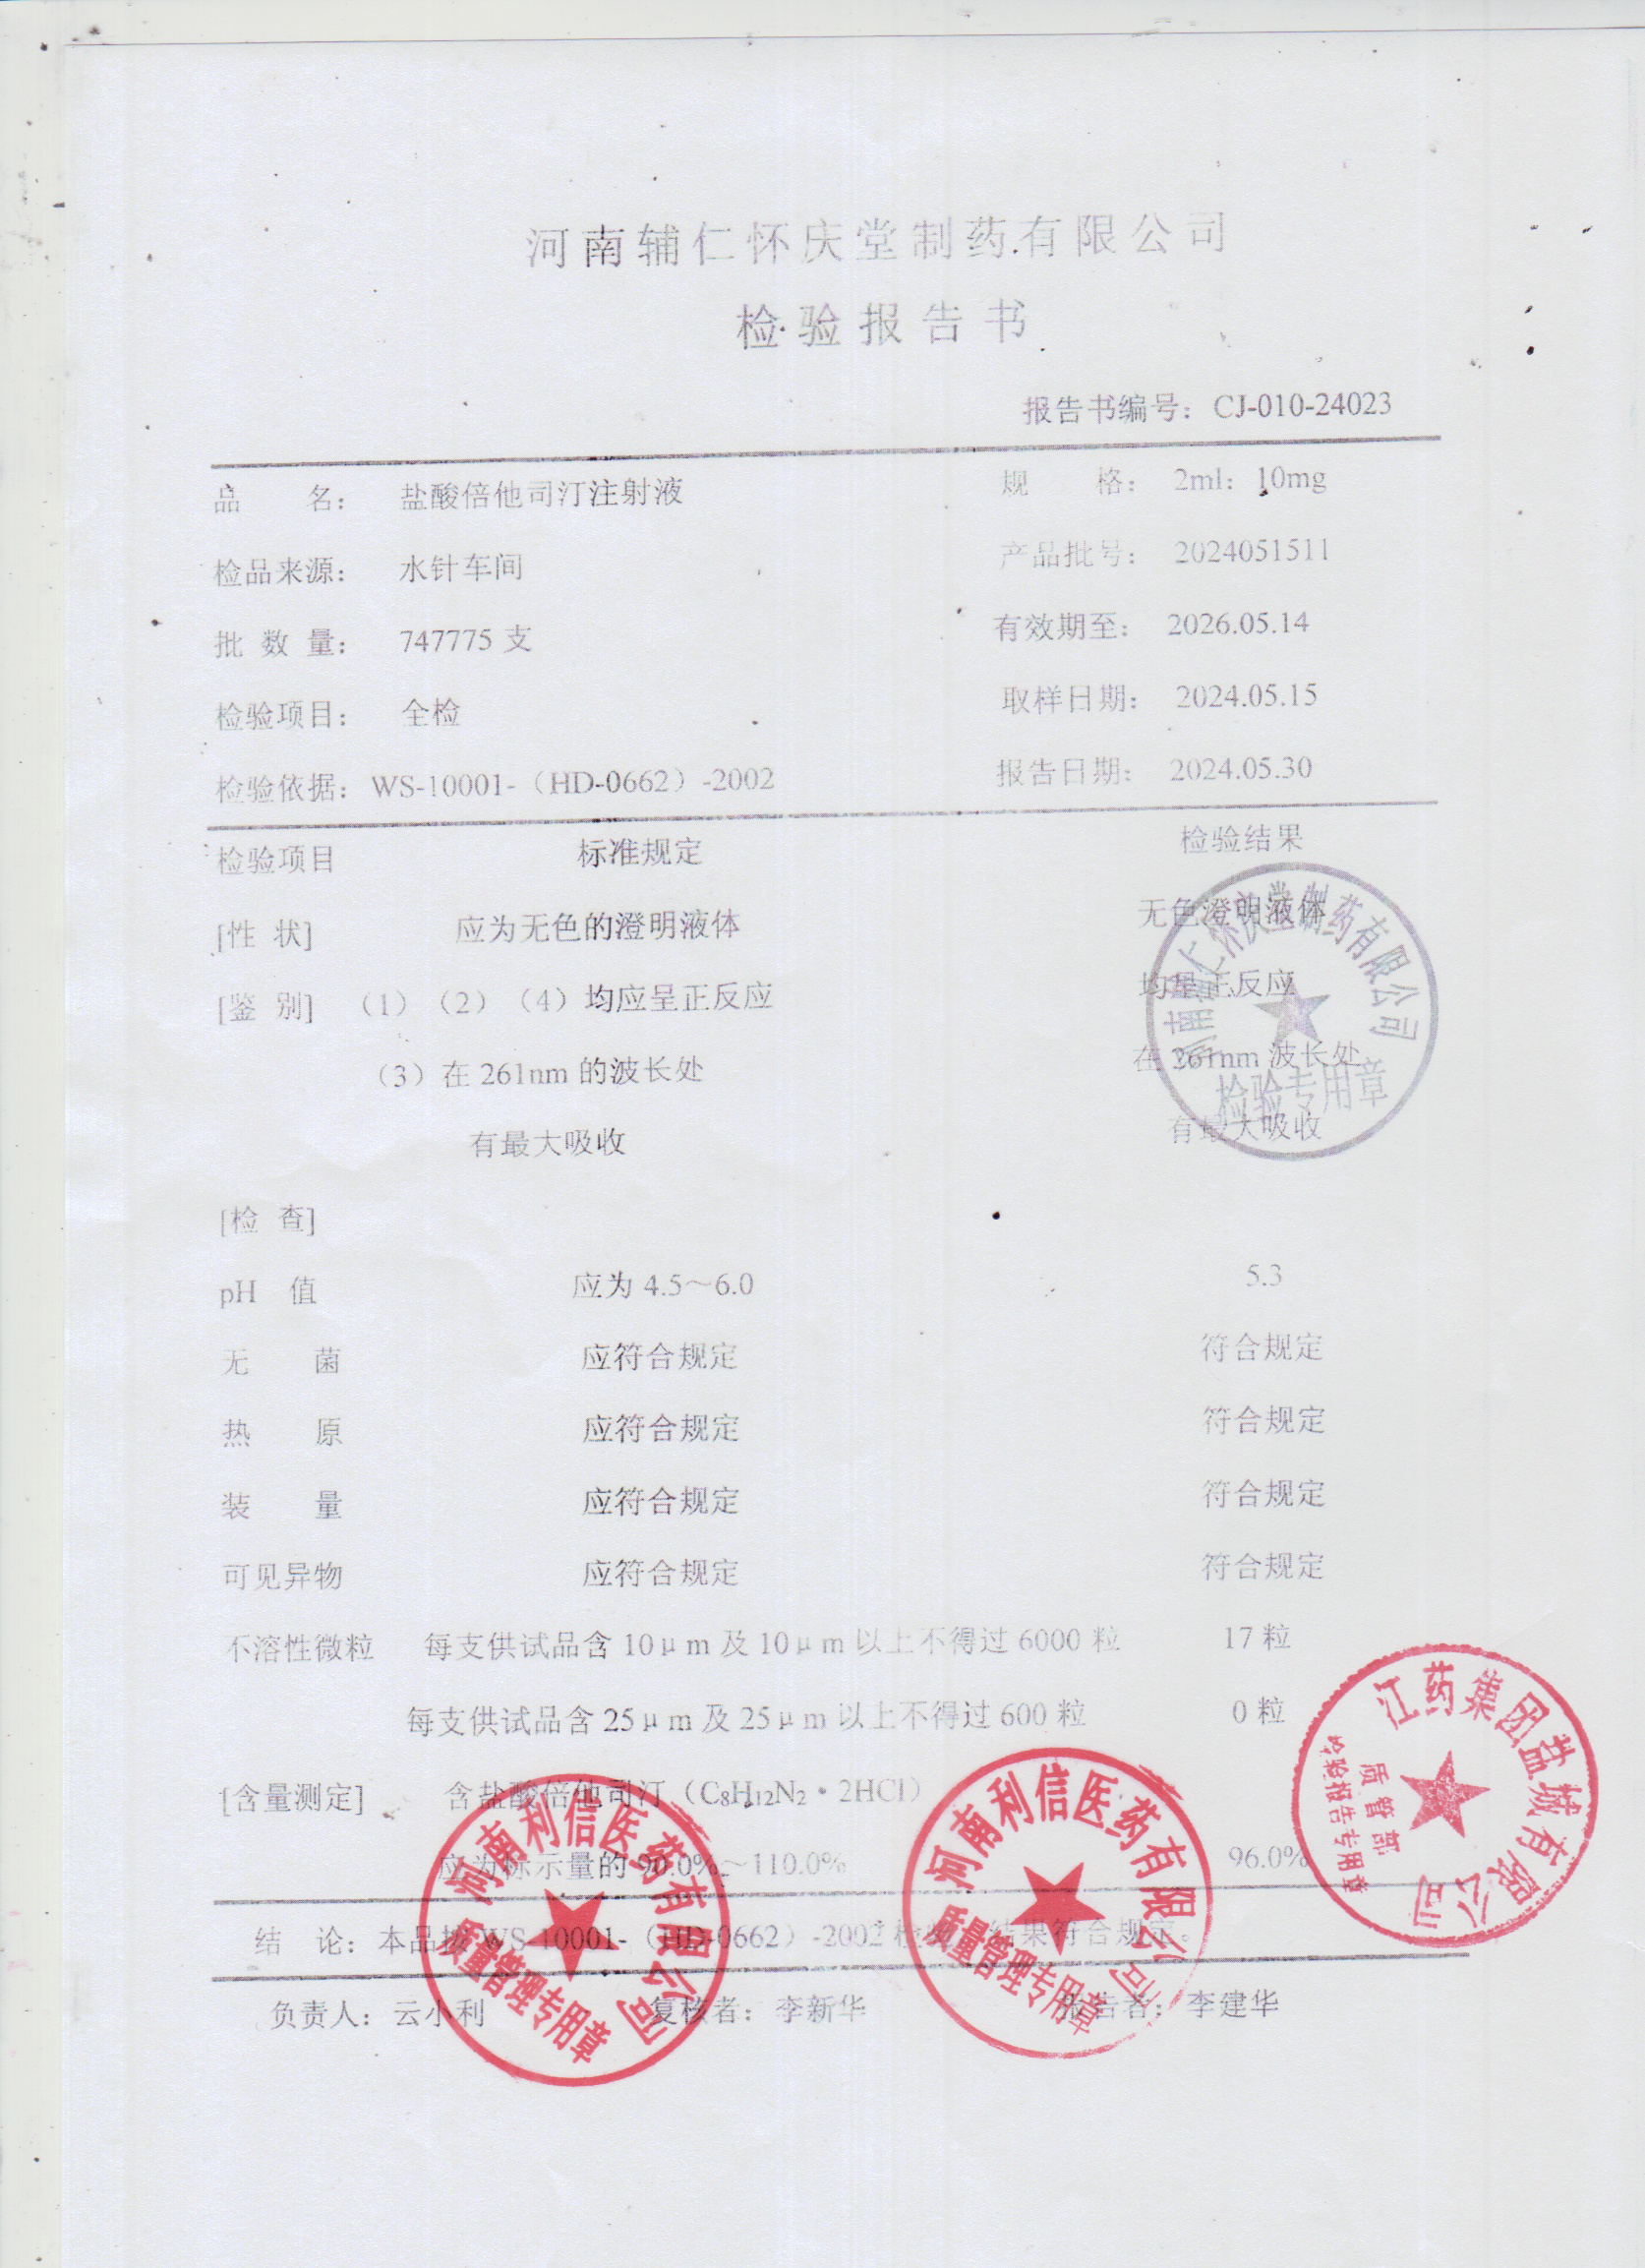 河南辅仁怀庆堂制药有限公司
检验报告书
报告书编号：CJ-010-24023
品 名： 盐酸倍他司汀注射液 规 格： 2ml：10mg
检品来源： 水针车间 产品批号： 2024051511
批 数 量： 747775 支 有效期至： 2026.05.14
检验项目： 全检 取样日期： 2024.05.15
检验依据：WS-10001-（HD-0662）-2002 报告日期： 2024.05.30
检验项目 标准规定 检验结果
[性 状] 应为无色的澄明液体 无色澄明液体
[鉴 别] （1）（2）（4）均应呈正反应 均呈正反应
（3）在 261nm 的波长处 在 261nm 波长处
有最大吸收 有最大吸收
河南辅仁怀庆堂制药有限公司
检验专用章
[检 查]
pH 值 应为 4.5～6.0 5.3
无 菌 应符合规定 符合规定
热 原 应符合规定 符合规定
装 量 应符合规定 符合规定
可见异物 应符合规定 符合规定
不溶性微粒 每支供试品含 10μm 及 10μm 以上不得过 6000 粒 17 粒
每支供试品含 25μm 及 25μm 以上不得过 600 粒 0 粒
[含量测定] 含盐酸倍他司汀（C₈H₁₂N₂・2HCl）
应为标示量的 90.0%～110.0% 96.0%
结 论：本品按 WS-10001-（HD-0662）-2002 检验，结果符合规定。
负责人：云小利 复核者：李新华 报告者：李建华
河南利信医药有限公司
质量管理专用章
河南利信医药有限公司
质量管理专用章
江药集团盐城有限公司
质管部
检验报告专用章